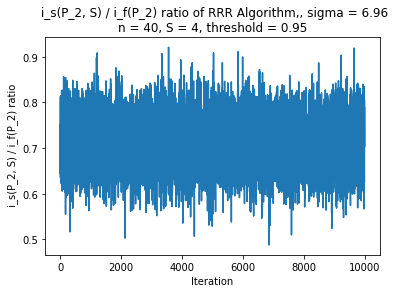 i_s(P_2, S) / i_f(P_2) ratio of RRR Algorithm,, sigma = 6.96
n = 40, S = 4, threshold = 0.95
i_s(P_2, S) / i_f(P_2) ratio
0.9
0.8
0.7
0.6
0.5
0
2000
4000
6000
8000
10000
Iteration